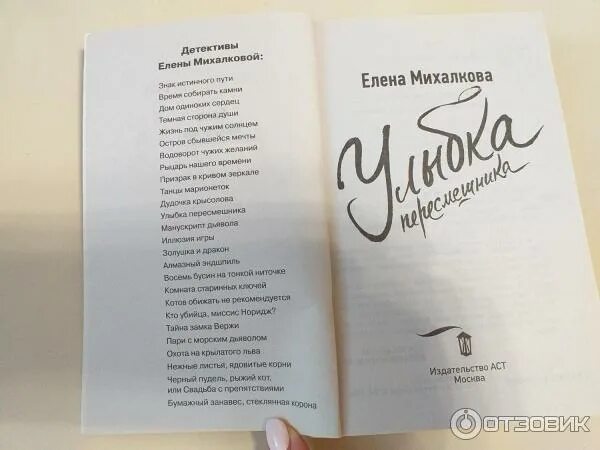 Детективы
Елены Михалковой:
Знак истинного пути
Время собирать камни
Дом одиноких сердец
Темная сторона души
Жизнь под чужим солнцем
Остров сбывшейся мечты
Водоворот чужих желаний
Рыцарь нашего времени
Призрак в кривом зеркале
Танцы марионеток
Дудочка крысолова
Улыбка пересмешника
Манускрипт дьявола
Иллюзия игры
Золушка и дракон
Алмазный эндшпиль
Восемь бусин на тонкой ниточке
Комната старинных ключей
Котов обижать не рекомендуется
Кто убийца, миссис Норидж?
Тайна замка Вержи
Пари с морским дьяволом
Охота на крылатого льва
Нежные листья, ядовитые корни
Черный пудель, рыжий кот,
или Свадьба с препятствиями
Бумажный занавес, стеклянная корона
Елена Михалкова
Улыбка
пересмешника
Издательство АСТ
Москва
ОТЗОВИК